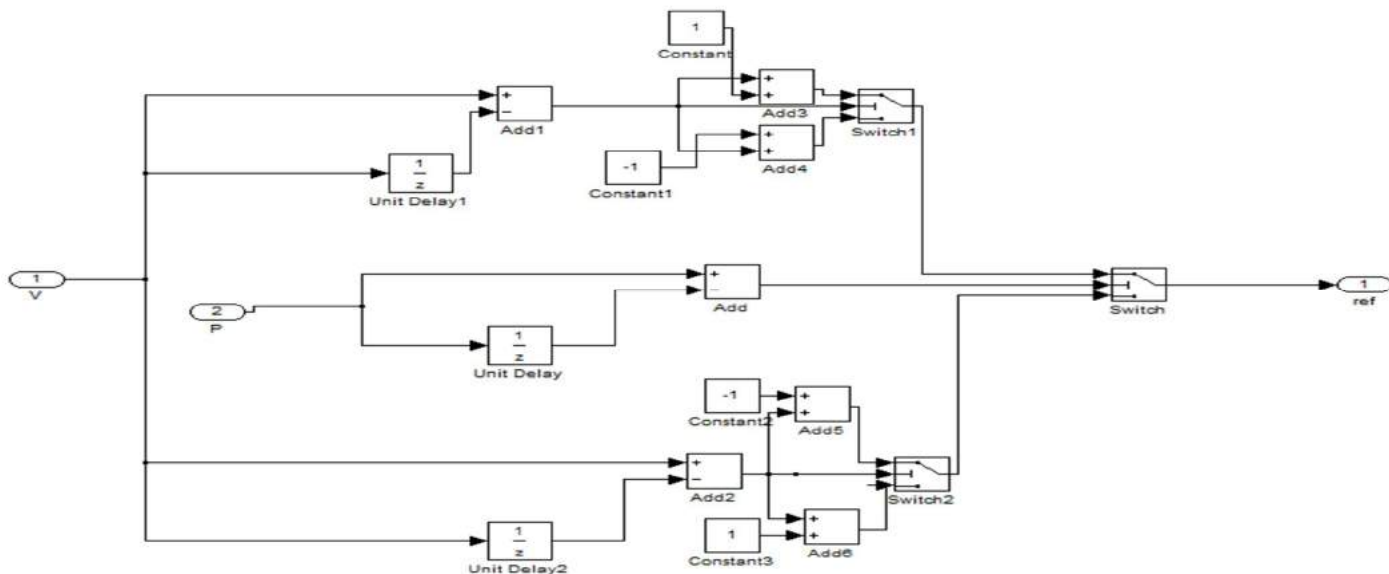 1
Constant
+
+
Add3
+
−
Add1
Switch1
1
z
Unit Delay1
-1
Constant1
+
+
Add4
1
V
2
P
+
−
Add
Switch
1
ref
1
z
Unit Delay
-1
Constant2
+
+
Add5
+
−
Add2
Switch2
1
z
Unit Delay2
1
Constant3
+
+
Add6